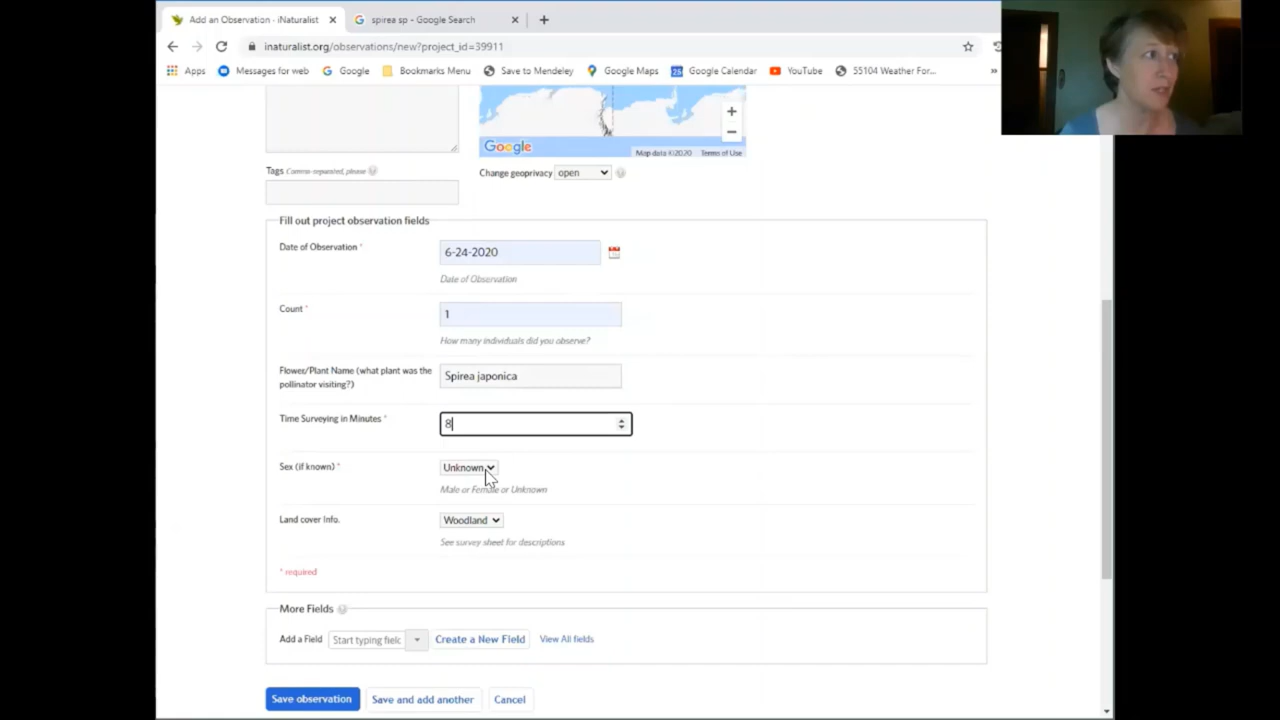 Add an Observation · iNaturalist
spirea sp - Google Search
inaturalist.org/observations/new?project_id=39911
Apps
Messages for web
Google
Bookmarks Menu
Save to Mendeley
Google Maps
Google Calendar
YouTube
55104 Weather For...
»
Google
Map data ©2020
Terms of Use
Tags Comma-separated, please
Change geoprivacy open
Fill out project observation fields
Date of Observation *
6-24-2020
Date of Observation
Count *
1
How many individuals did you observe?
Flower/Plant Name (what plant was the
pollinator visiting?)
Spirea japonica
Time Surveying in Minutes *
8
Sex (if known) *
Unknown
Male or Female or Unknown
Land cover Info.
Woodland
See survey sheet for descriptions
* required
More Fields
Add a Field
Start typing field
Create a New Field
View All fields
Save observation
Save and add another
Cancel